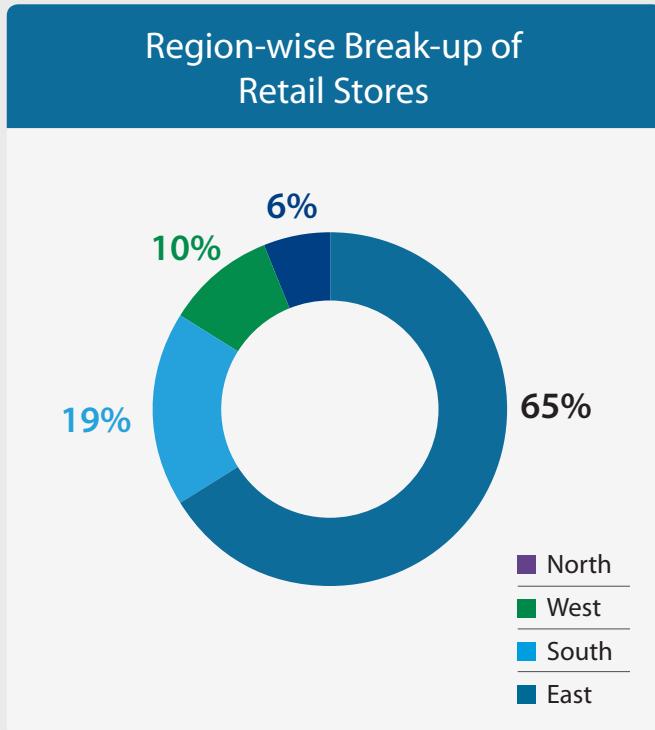 Region-wise Break-up of
Retail Stores
6%
10%
19%
65%
North
West
South
East